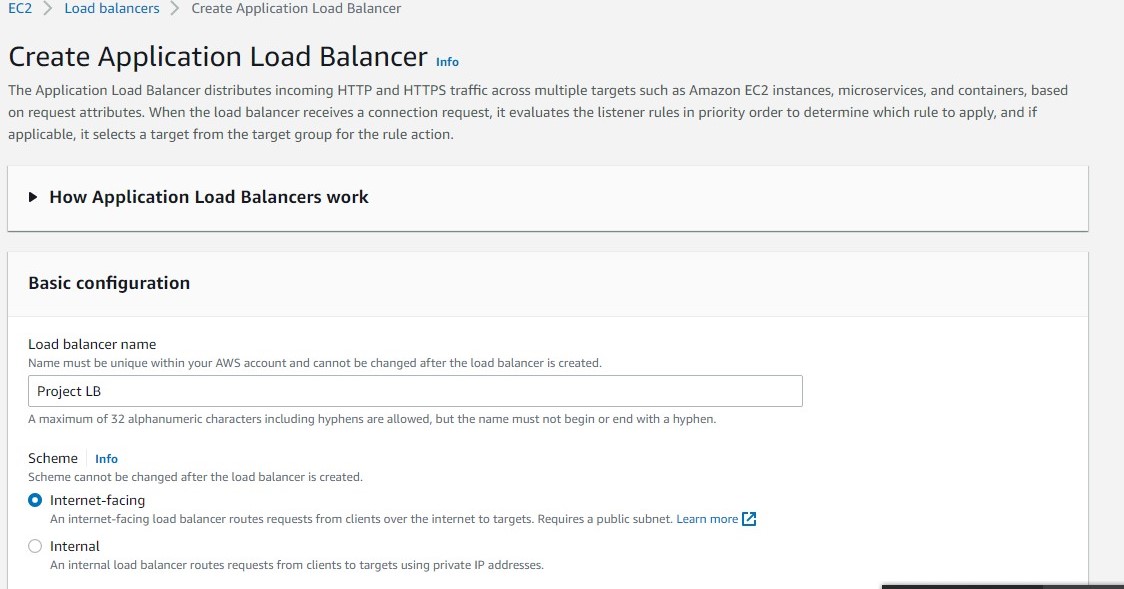 EC2 > Load balancers > Create Application Load Balancer
Create Application Load Balancer Info
The Application Load Balancer distributes incoming HTTP and HTTPS traffic across multiple targets such as Amazon EC2 instances, microservices, and containers, based
on request attributes. When the load balancer receives a connection request, it evaluates the listener rules in priority order to determine which rule to apply, and if
applicable, it selects a target from the target group for the rule action.
How Application Load Balancers work
Basic configuration
Load balancer name
Name must be unique within your AWS account and cannot be changed after the load balancer is created.
Project LB
A maximum of 32 alphanumeric characters including hyphens are allowed, but the name must not begin or end with a hyphen.
Scheme Info
Scheme cannot be changed after the load balancer is created.
Internet-facing
An internet-facing load balancer routes requests from clients over the internet to targets. Requires a public subnet. Learn more
Internal
An internal load balancer routes requests from clients to targets using private IP addresses.